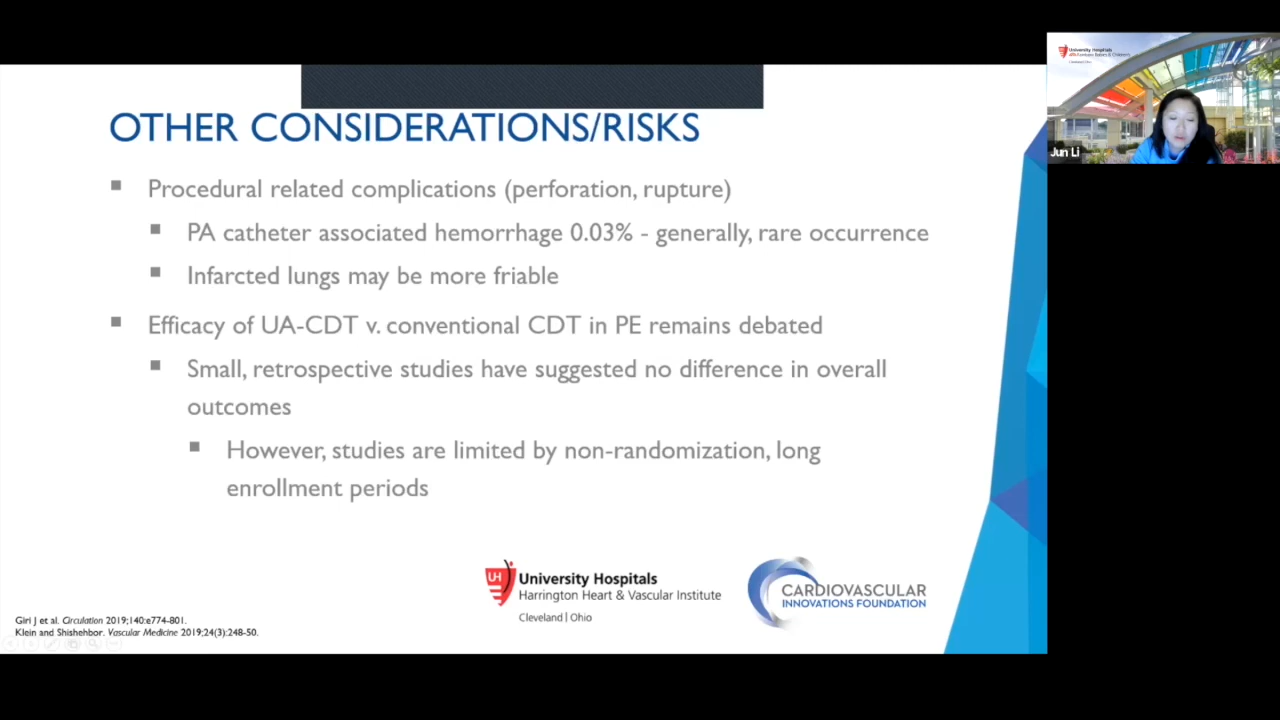 OTHER CONSIDERATIONS/RISKS
Procedural related complications (perforation, rupture)
PA catheter associated hemorrhage 0.03% - generally, rare occurrence
Infarcted lungs may be more friable
Efficacy of UA-CDT v. conventional CDT in PE remains debated
Small, retrospective studies have suggested no difference in overall
outcomes
However, studies are limited by non-randomization, long
enrollment periods
UH
University Hospitals
Harrington Heart & Vascular Institute
Cleveland | Ohio
CARDIOVASCULAR
INNOVATIONS FOUNDATION
Giri J et al. Circulation 2019;140:e774-801.
Klein and Shishehbor. Vascular Medicine 2019;24(3):248-50.
University Hospitals
Jun Li